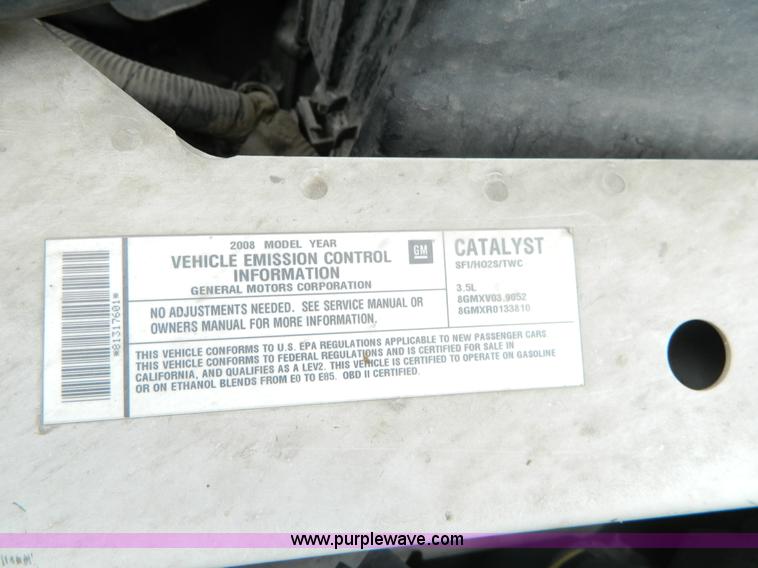 2008 MODEL YEAR
VEHICLE EMISSION CONTROL
INFORMATION
GENERAL MOTORS CORPORATION
GM
CATALYST
SFI/HO2S/TWC
3.5L
8GMXV03.9052
8GMXR0133810
NO ADJUSTMENTS NEEDED. SEE SERVICE MANUAL OR
OWNERS MANUAL FOR MORE INFORMATION.
THIS VEHICLE CONFORMS TO U.S. EPA REGULATIONS APPLICABLE TO NEW PASSENGER CARS
THIS VEHICLE CONFORMS TO FEDERAL REGULATIONS AND IS CERTIFIED FOR SALE IN
CALIFORNIA, AND QUALIFIES AS A LEV2. THIS VEHICLE IS CERTIFIED TO OPERATE ON GASOLINE
OR ON ETHANOL BLENDS FROM E0 TO E85. OBD II CERTIFIED.
*81317601*
www.purplewave.com